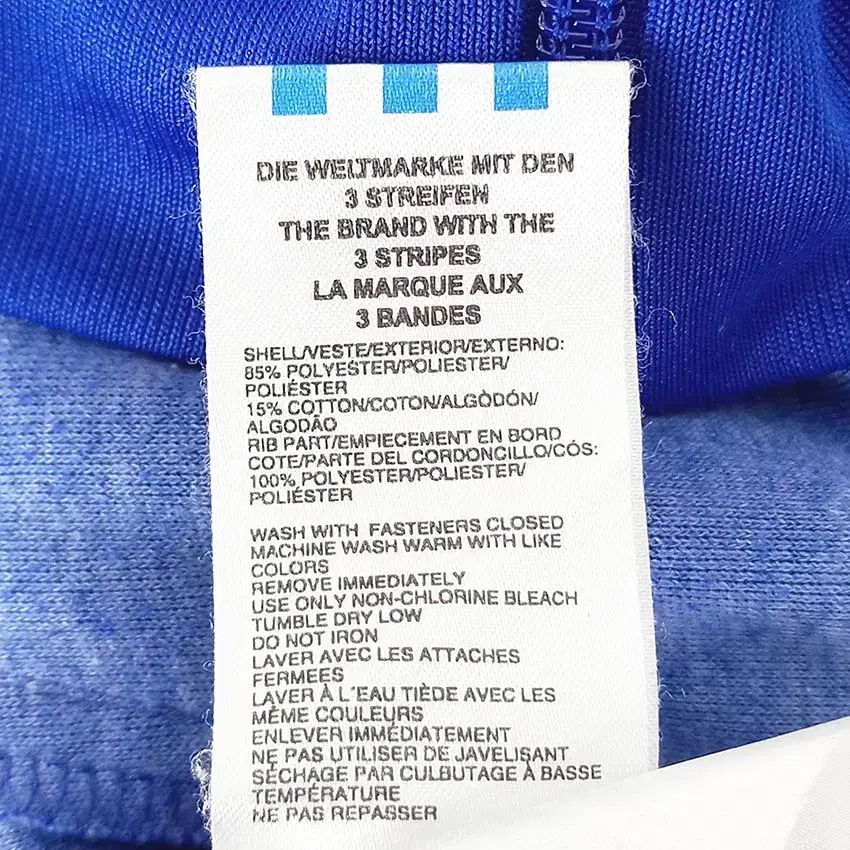 DIE WELTMARKE MIT DEN
3 STREIFEN
THE BRAND WITH THE
3 STRIPES
LA MARQUE AUX
3 BANDES
SHELL/VESTE/EXTERIOR/EXTERNO:
85% POLYESTER/POLIESTER/
POLIÉSTER
15% COTTON/COTON/ALGÒDÓN/
ALGODÃO
RIB PART/EMPIECEMENT EN BORD
COTE/PARTE DEL CORDONCILLO/CÓS:
100% POLYESTER/POLIESTER/
POLIÉSTER
WASH WITH FASTENERS CLOSED
MACHINE WASH WARM WITH LIKE
COLORS
REMOVE IMMEDIATELY
USE ONLY NON-CHLORINE BLEACH
TUMBLE DRY LOW
DO NOT IRON
LAVER AVEC LES ATTACHES
FERMEES
LAVER À L'EAU TIÈDE AVEC LES
MÊME COULEURS
ENLEVER IMMÉDIATEMENT
NE PAS UTILISER DE JAVELISANT
SÉCHAGE PAR CULBUTAGE À BASSE
TEMPÉRATURE
NE PAS REPASSER